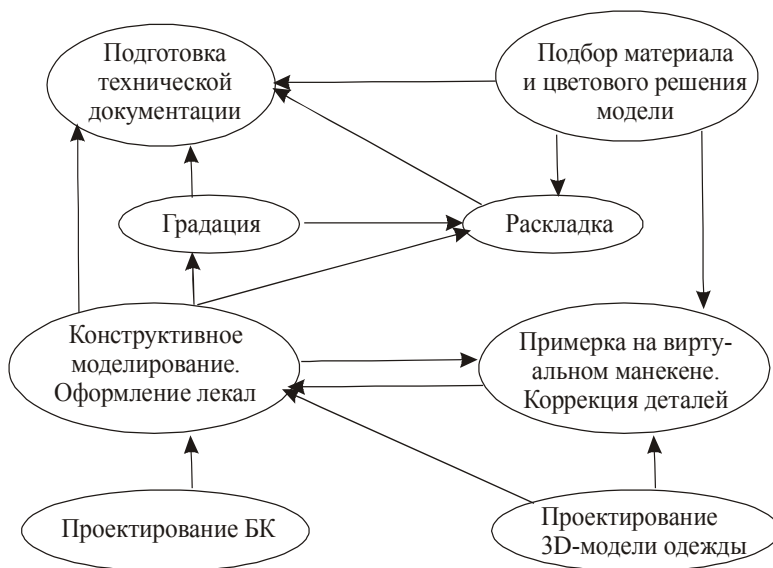 Подготовка
технической
документации
Подбор материала
и цветового решения
модели
Градация
Раскладка
Конструктивное
моделирование.
Оформление лекал
Примерка на вирту-
альном манекене.
Коррекция деталей
Проектирование БК
Проектирование
3D-модели одежды